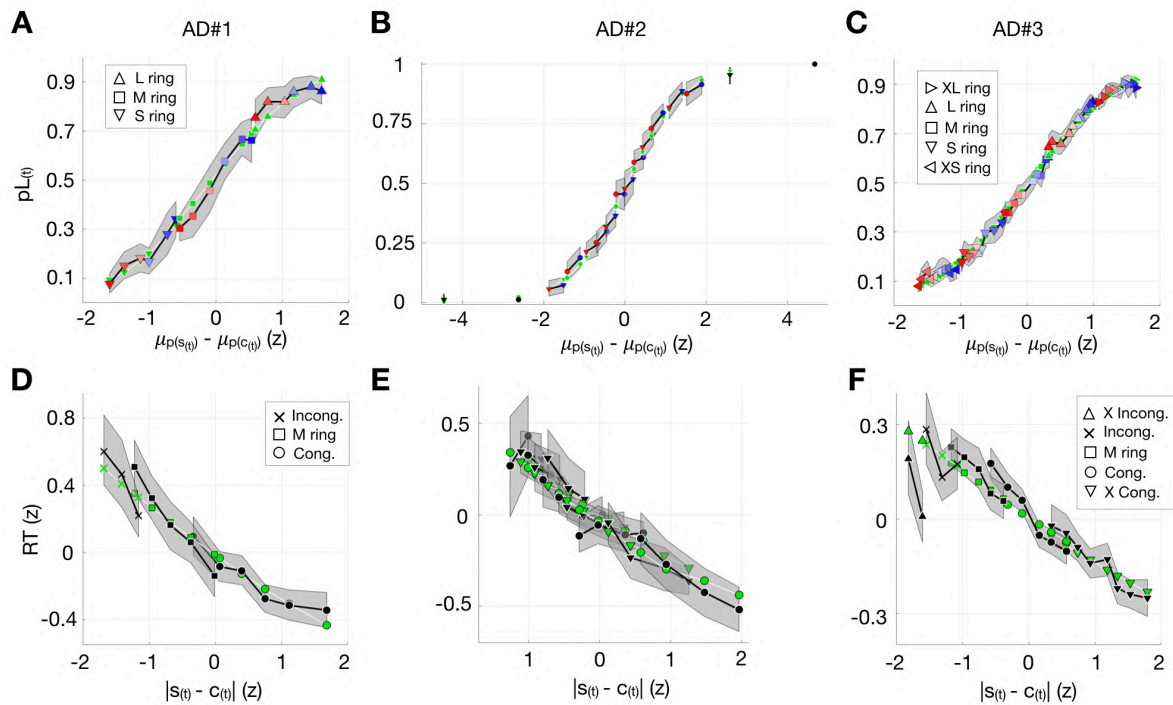 A
AD#1
B
AD#2
C
AD#3
pL(t)
0.9
0.7
0.5
0.3
0.1
L ring
M ring
S ring
-2
-1
0
1
2
μp(s(t)) - μp(c(t)) (z)
1
0.75
0.5
0.25
0
-4
-2
0
2
4
μp(s(t)) - μp(c(t)) (z)
0.9
0.7
0.5
0.3
0.1
XL ring
L ring
M ring
S ring
XS ring
-2
-1
0
1
2
μp(s(t)) - μp(c(t)) (z)
D
E
F
RT (z)
0.8
0.4
0
-0.4
Incong.
M ring
Cong.
-2
-1
0
1
2
|s(t) - c(t)| (z)
0.5
0
-0.5
-1
0
1
2
|s(t) - c(t)| (z)
0.3
0
-0.3
X Incong.
Incong.
M ring
Cong.
X Cong.
-2
-1
0
1
2
|s(t) - c(t)| (z)